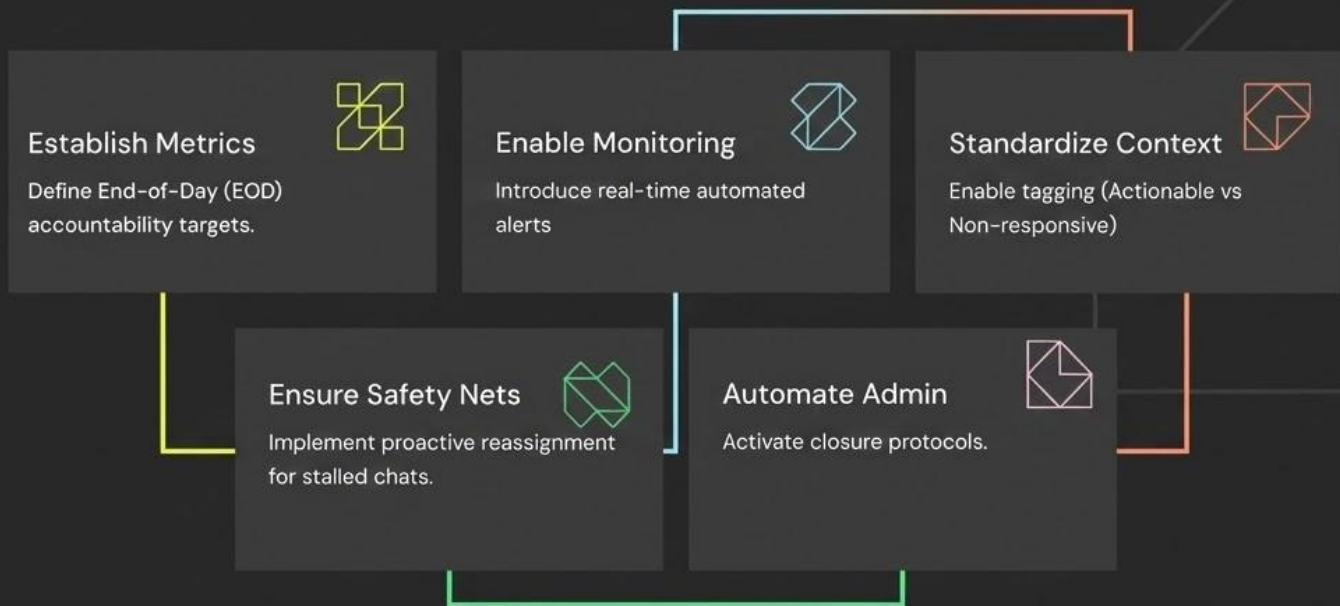 Establish Metrics
Define End-of-Day (EOD)
accountability targets.
Enable Monitoring
Introduce real-time automated
alerts
Standardize Context
Enable tagging (Actionable vs
Non-responsive)
Ensure Safety Nets
Implement proactive reassignment
for stalled chats.
Automate Admin
Activate closure protocols.